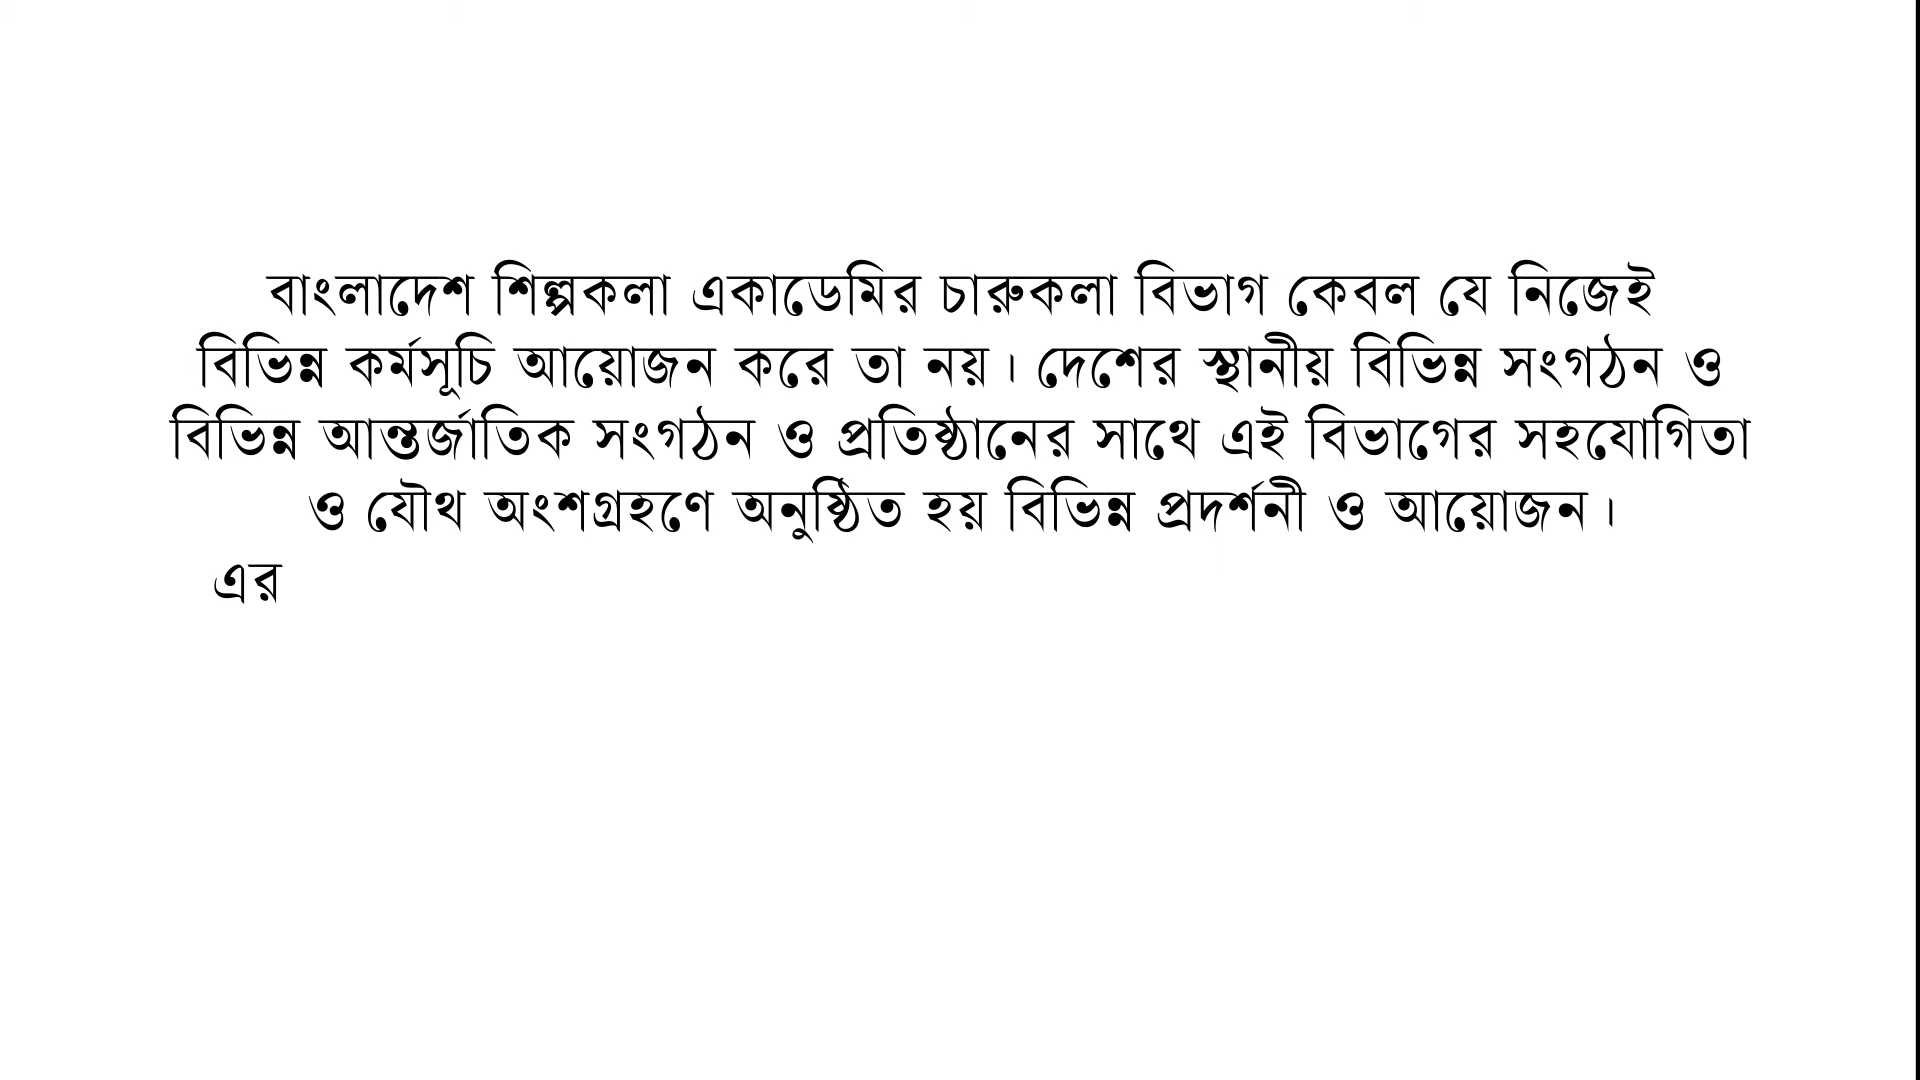 বাংলাদেশ শিল্পকলা একাডেমির চারুকলা বিভাগ কেবল যে নিজেই
বিভিন্ন কর্মসূচি আয়োজন করে তা নয়। দেশের স্থানীয় বিভিন্ন সংগঠন ও
বিভিন্ন আন্তর্জাতিক সংগঠন ও প্রতিষ্ঠানের সাথে এই বিভাগের সহযোগিতা
ও যৌথ অংশগ্রহণে অনুষ্ঠিত হয় বিভিন্ন প্রদর্শনী ও আয়োজন।
এর